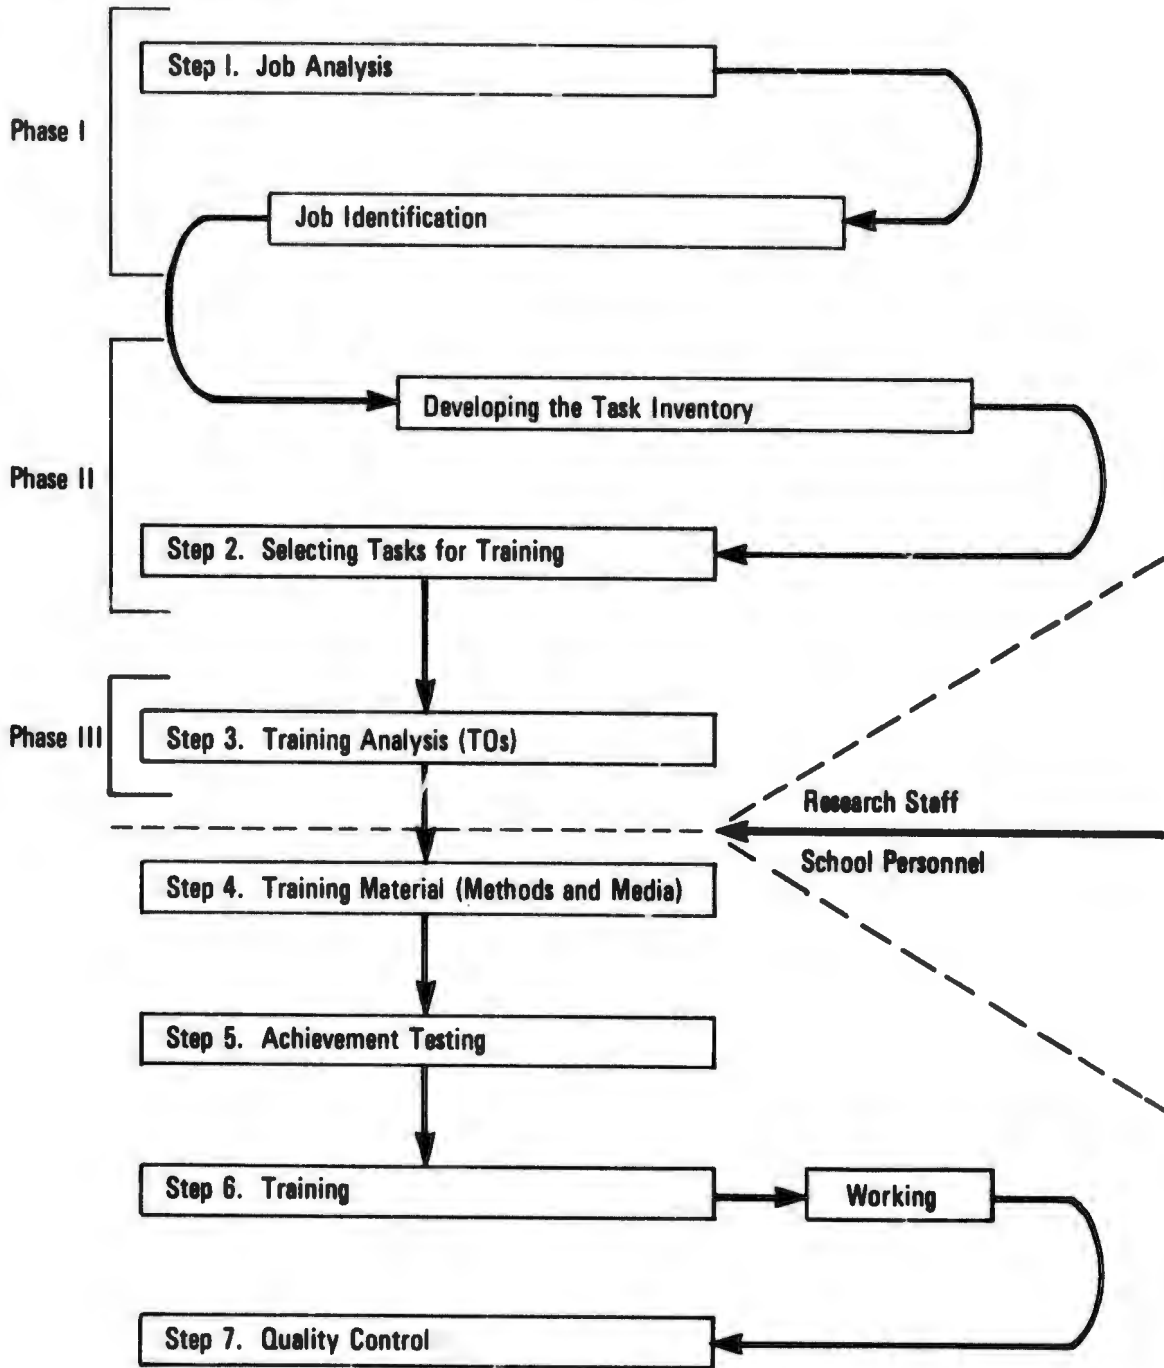 Step I. Job Analysis
Phase I
Job Identification
Developing the Task Inventory
Phase II
Step 2. Selecting Tasks for Training
Phase III
Step 3. Training Analysis (TOs)
Research Staff
School Personnel
Step 4. Training Material (Methods and Media)
Step 5. Achievement Testing
Step 6. Training
Working
Step 7. Quality Control